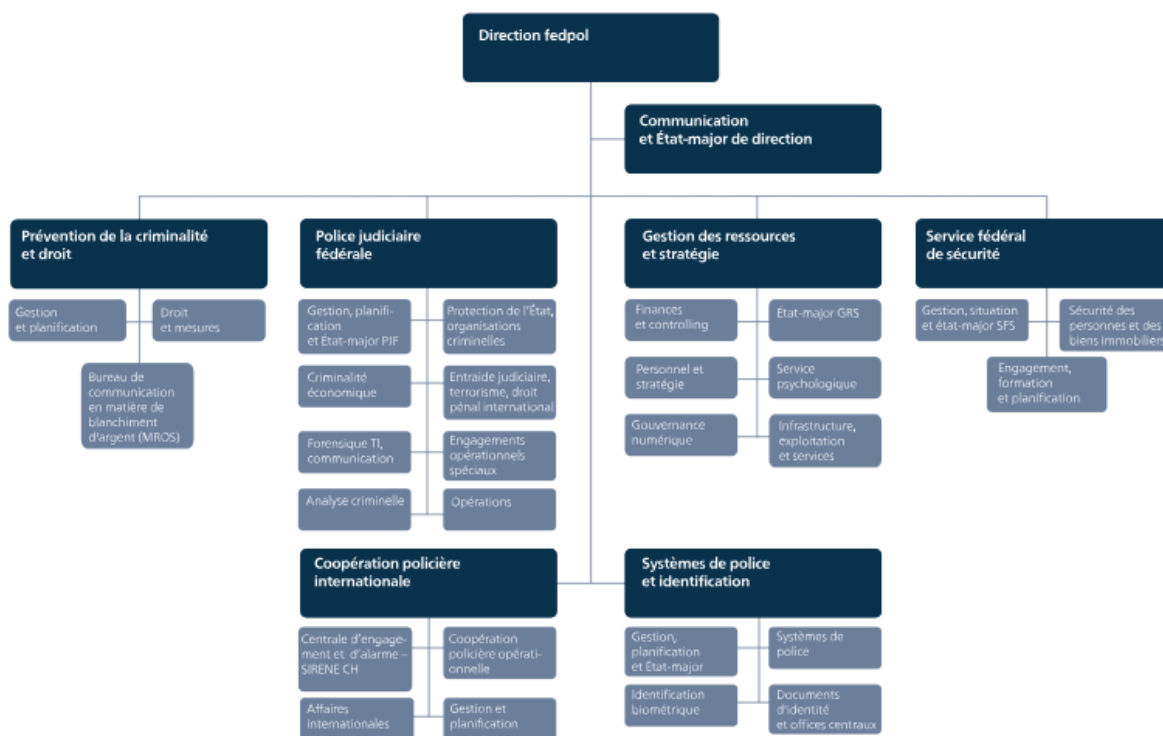 Direction fedpol
Communication
et État-major de direction
Prévention de la criminalité
et droit
Gestion
et planification
Droit
et mesures
Bureau de
communication
en matière de
blanchiment
d'argent (MROS)
Police judiciaire
fédérale
Gestion, planifi-
cation
et État-major PJF
Protection de l'État,
organisations
criminelles
Criminalité
économique
Entraide judiciaire,
terrorisme, droit
pénal international
Forensique TI,
communication
Engagements
opérationnels
spéciaux
Analyse criminelle
Opérations
Gestion des ressources
et stratégie
Finances
et controlling
État-major GRS
Personnel et
stratégie
Service
psychologique
Gouvernance
numérique
Infrastructure,
exploitation
et services
Service fédéral
de sécurité
Gestion, situation
et état-major SFS
Sécurité des
personnes et des
biens immobiliers
Engagement,
formation
et planification
Coopération policière
internationale
Centrale d'engage-
ment et d'alarme –
SIRENE CH
Coopération
policière opérati-
onnelle
Affaires
internationales
Gestion et
planification
Systèmes de police
et identification
Gestion,
planification
et État-major
Systèmes de
police
Identification
biométrique
Documents
d'identité
et offices centraux